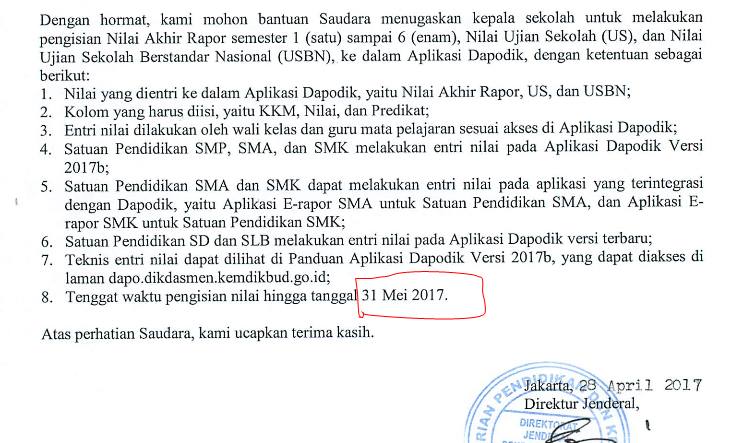 Dengan hormat, kami mohon bantuan Saudara menugaskan kepala sekolah untuk melakukan
pengisian Nilai Akhir Rapor semester 1 (satu) sampai 6 (enam), Nilai Ujian Sekolah (US), dan Nilai
Ujian Sekolah Berstandar Nasional (USBN), ke dalam Aplikasi Dapodik, dengan ketentuan sebagai
berikut:
1. Nilai yang dientri ke dalam Aplikasi Dapodik, yaitu Nilai Akhir Rapor, US, dan USBN;
2. Kolom yang harus diisi, yaitu KKM, Nilai, dan Predikat;
3. Entri nilai dilakukan oleh wali kelas dan guru mata pelajaran sesuai akses di Aplikasi Dapodik;
4. Satuan Pendidikan SMP, SMA, dan SMK melakukan entri nilai pada Aplikasi Dapodik Versi
2017b;
5. Satuan Pendidikan SMA dan SMK dapat melakukan entri nilai pada aplikasi yang terintegrasi
dengan Dapodik, yaitu Aplikasi E-rapor SMA untuk Satuan Pendidikan SMA, dan Aplikasi E-
rapor SMK untuk Satuan Pendidikan SMK;
6. Satuan Pendidikan SD dan SLB melakukan entri nilai pada Aplikasi Dapodik versi terbaru;
7. Teknis entri nilai dapat dilihat di Panduan Aplikasi Dapodik Versi 2017b, yang dapat diakses di
laman dapo.dikdasmen.kemdikbud.go.id;
8. Tenggat waktu pengisian nilai hingga tanggal 31 Mei 2017.
Atas perhatian Saudara, kami ucapkan terima kasih.
Jakarta, 28 April 2017
Direktur Jenderal,